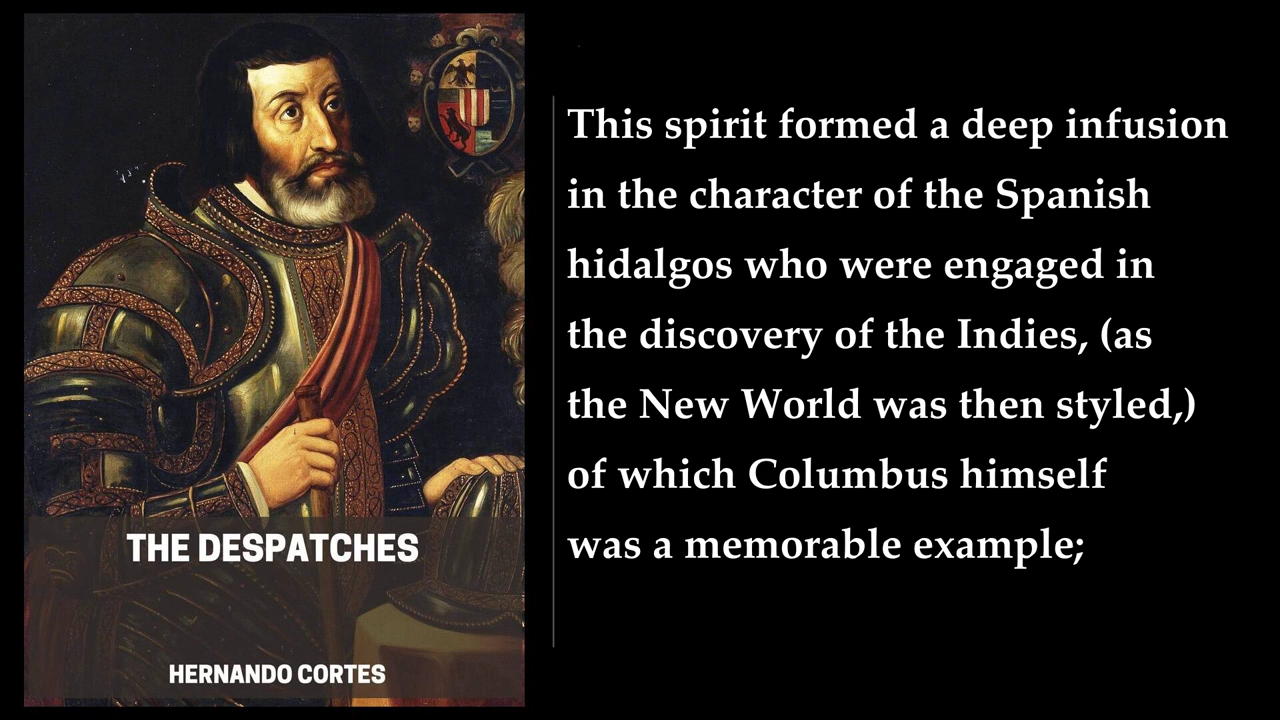 THE DESPATCHES
HERNANDO CORTES
This spirit formed a deep infusion
in the character of the Spanish
hidalgos who were engaged in
the discovery of the Indies, (as
the New World was then styled,)
of which Columbus himself
was a memorable example;